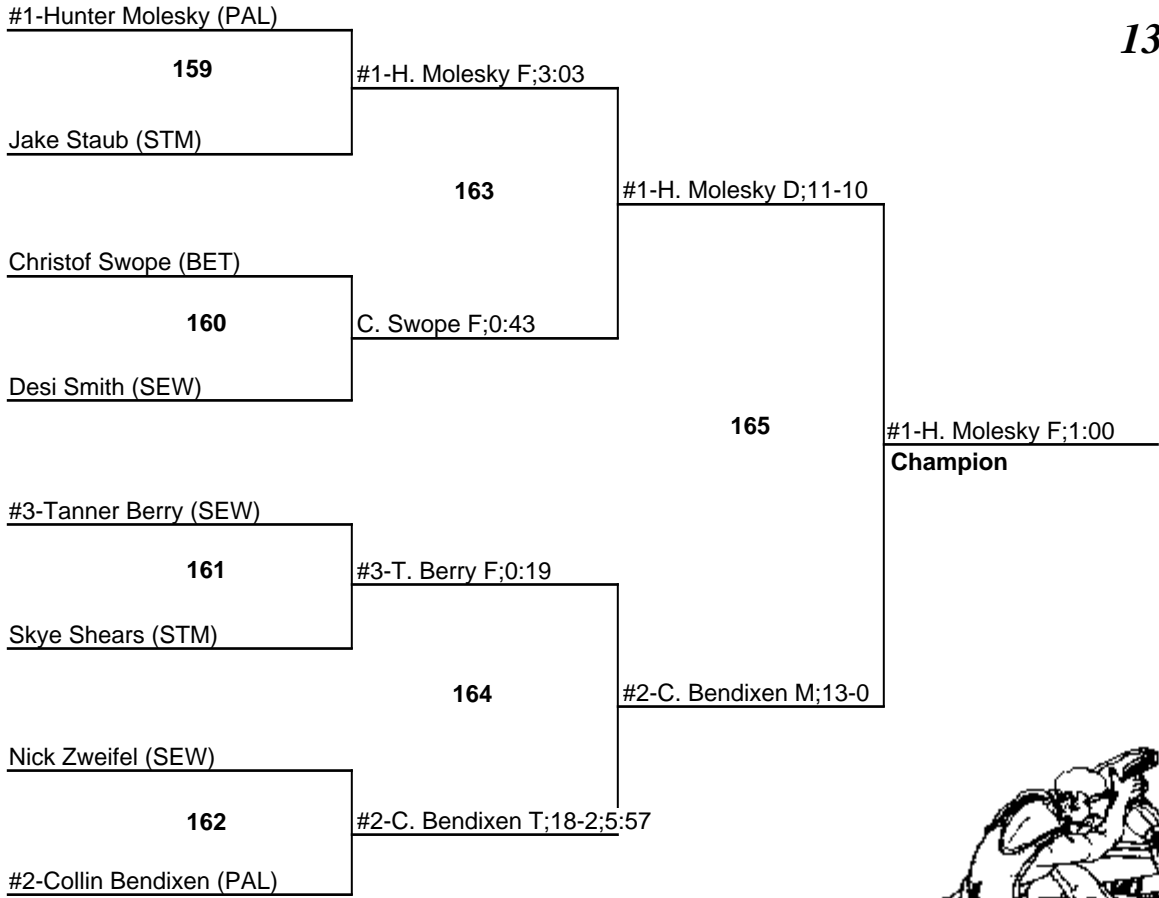 #1-Hunter Molesky (PAL)
13
159
#1-H. Molesky F;3:03
Jake Staub (STM)
163
#1-H. Molesky D;11-10
Christof Swope (BET)
160
C. Swope F;0:43
Desi Smith (SEW)
165
#1-H. Molesky F;1:00
Champion
#3-Tanner Berry (SEW)
161
#3-T. Berry F;0:19
Skye Shears (STM)
164
#2-C. Bendixen M;13-0
Nick Zweifel (SEW)
162
#2-C. Bendixen T;18-2;5:57
#2-Collin Bendixen (PAL)